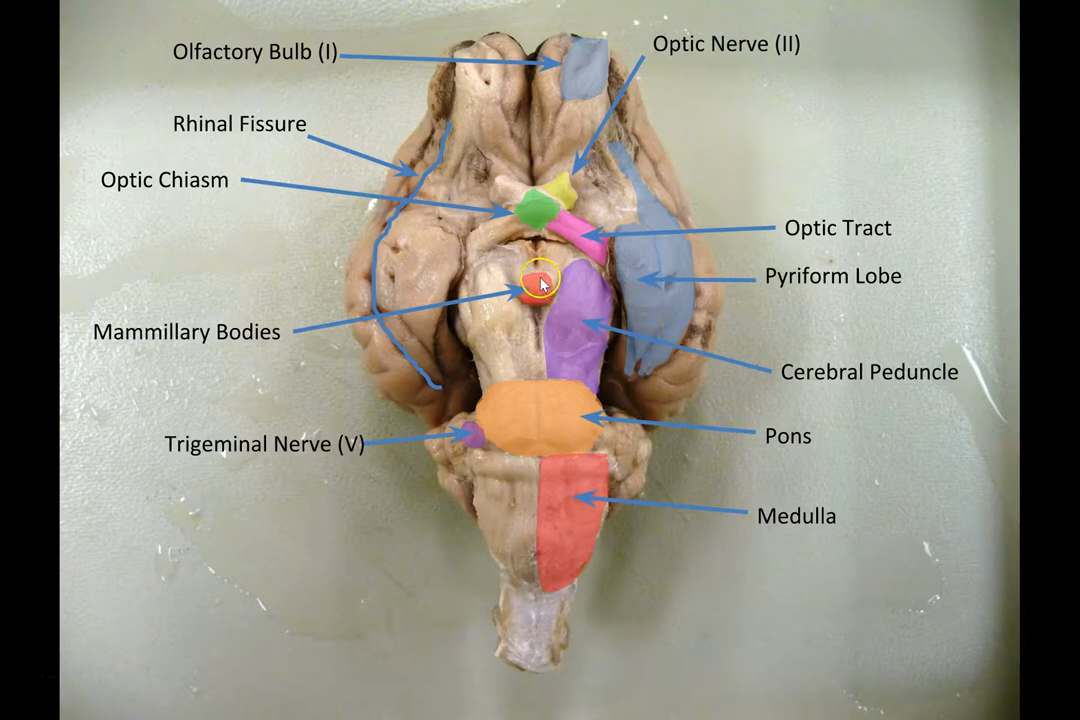 Olfactory Bulb (I)
Optic Nerve (II)
Rhinal Fissure
Optic Chiasm
Optic Tract
Pyriform Lobe
Mammillary Bodies
Cerebral Peduncle
Trigeminal Nerve (V)
Pons
Medulla